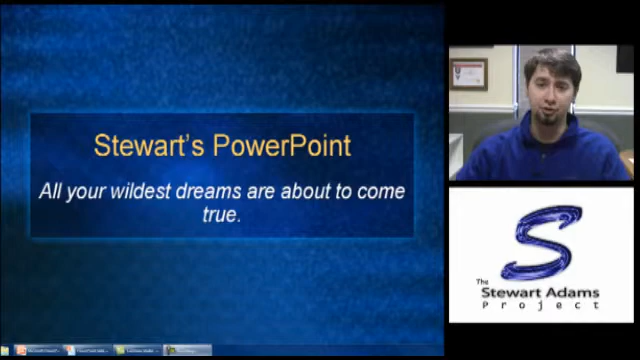 Stewart's PowerPoint
All your wildest dreams are about to come
true.
The
Stewart Adams
Project